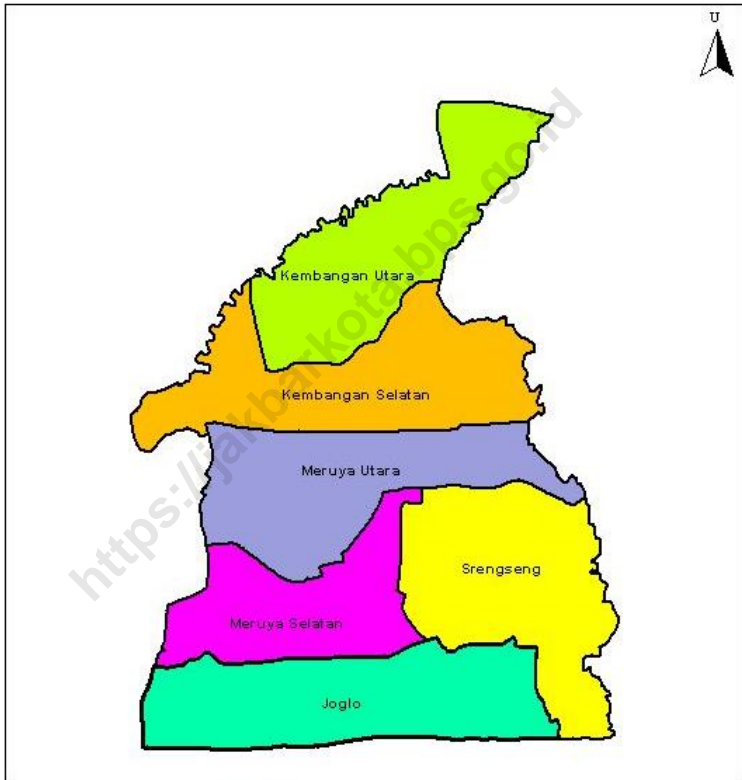 U
https://jakbarkota.bps.go.id
Kembangan Utara
Kembangan Selatan
Meruya Utara
Srengseng
Meruya Selatan
Joglo